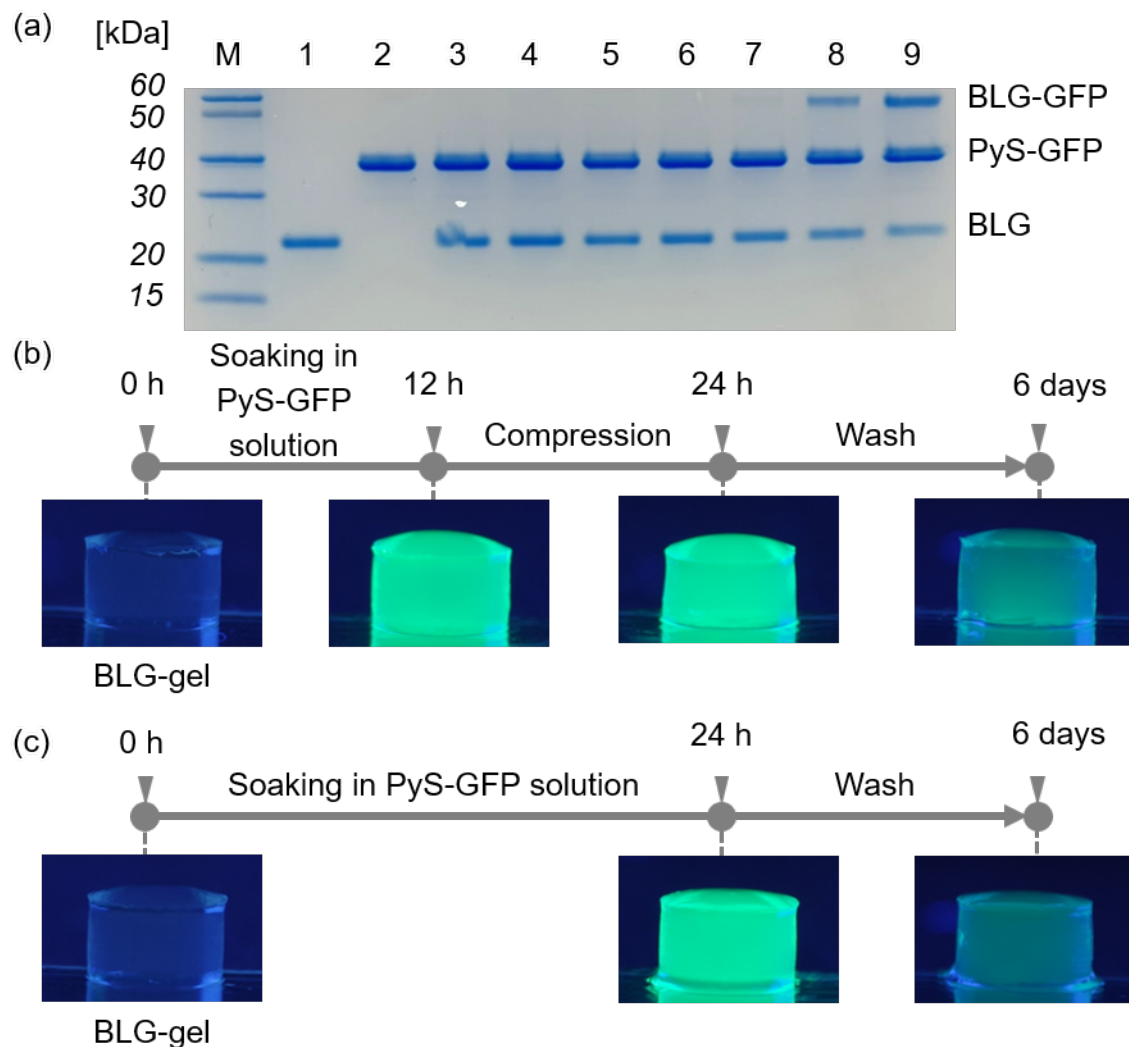 (a)
[kDa]
M 1 2 3 4 5 6 7 8 9
60
50
40
30
20
15
BLG-GFP
PyS-GFP
BLG
(b)
0 h
Soaking in
PyS-GFP
solution
12 h
Compression
24 h
Wash
6 days
BLG-gel
(c)
0 h
Soaking in PyS-GFP solution
24 h
Wash
6 days
BLG-gel